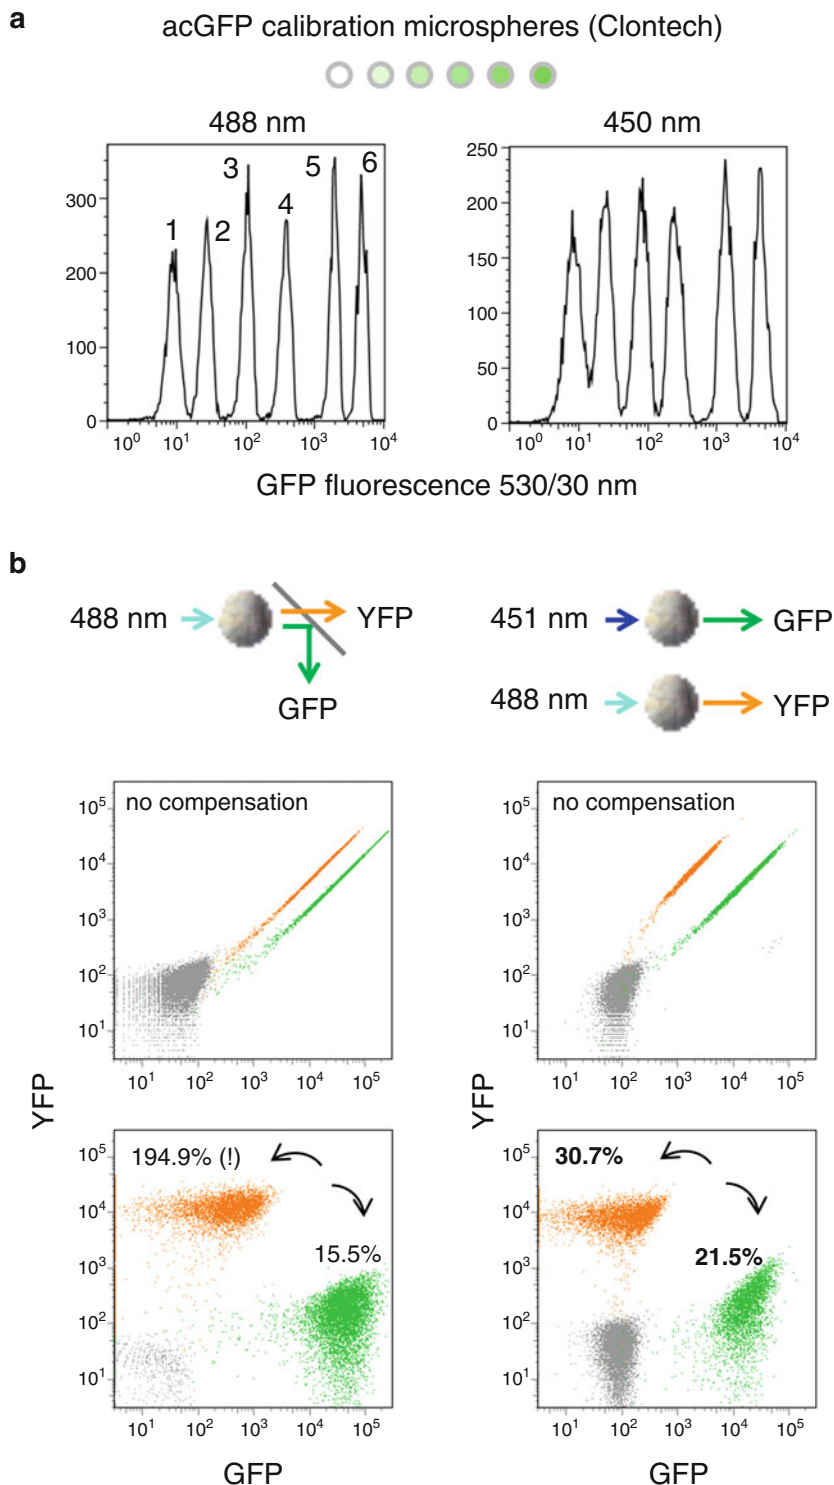 a
acGFP calibration microspheres (Clontech)
488 nm
450 nm
300
200
100
0
1
2
3
4
5
6
10⁰ 10¹ 10² 10³ 10⁴
250
200
150
100
50
0
10⁰ 10¹ 10² 10³ 10⁴
GFP fluorescence 530/30 nm
b
488 nm
YFP
GFP
451 nm
GFP
488 nm
YFP
no compensation
10⁵
10⁴
10³
10²
10¹
10¹ 10² 10³ 10⁴ 10⁵
no compensation
10⁵
10⁴
10³
10²
10¹
10¹ 10² 10³ 10⁴ 10⁵
YFP
YFP
194.9% (!)
15.5%
10⁵
10⁴
10³
10²
10¹
10¹ 10² 10³ 10⁴ 10⁵
30.7%
21.5%
10⁵
10⁴
10³
10²
10¹
10¹ 10² 10³ 10⁴ 10⁵
GFP
GFP